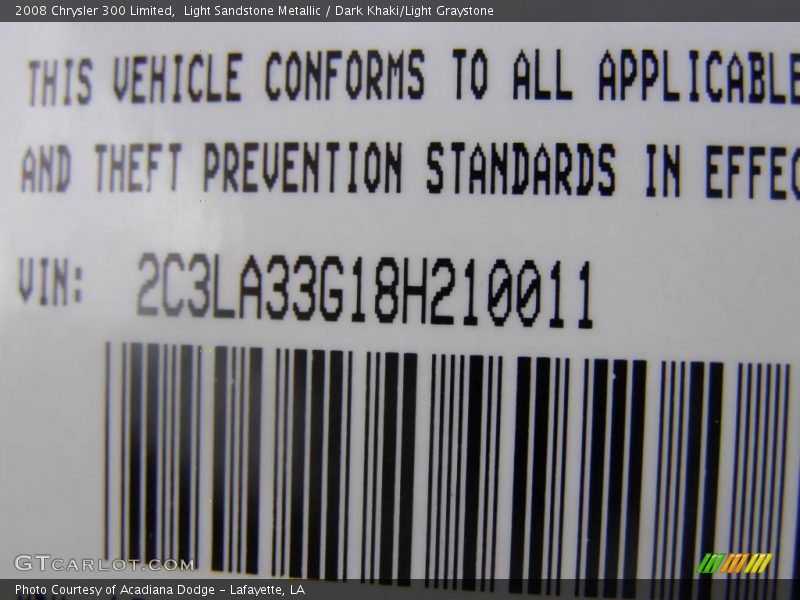 2008 Chrysler 300 Limited, Light Sandstone Metallic / Dark Khaki/Light Graystone
THIS VEHICLE CONFORMS TO ALL APPLICABLE
AND THEFT PREVENTION STANDARDS IN EFFEC
VIN: 2C3LA33G18H210011
GTCARLOT.COM
Photo Courtesy of Acadiana Dodge - Lafayette, LA